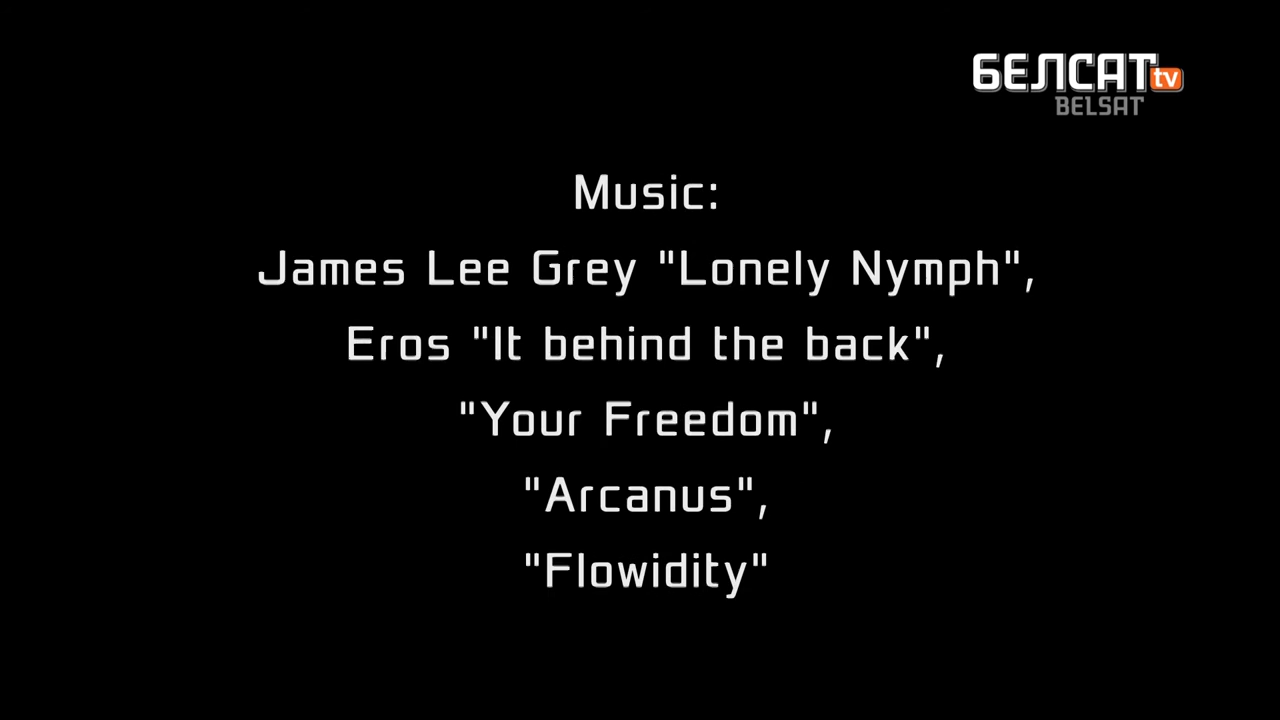 БЕЛСАТ tv
BELSAT
Music:
James Lee Grey "Lonely Nymph",
Eros "It behind the back",
"Your Freedom",
"Arcanus",
"Flowidity"